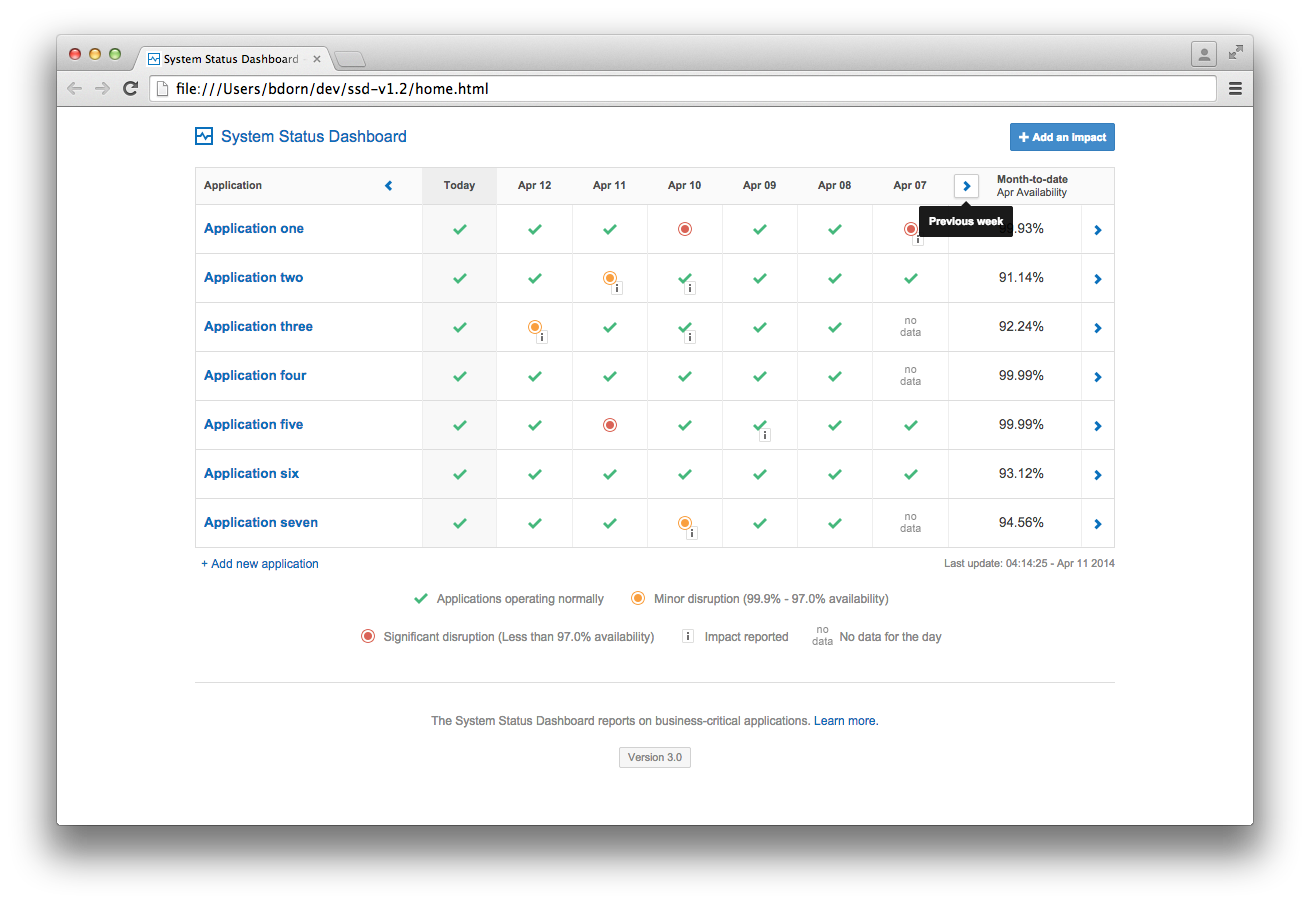 System Status Dashboard
file:///Users/bdorn/dev/ssd-v1.2/home.html
System Status Dashboard
+ Add an Impact
Application Today Apr 12 Apr 11 Apr 10 Apr 09 Apr 08 Apr 07 Month-to-date
Apr Availability
Previous week
Application one i .93%
Application two i i 91.14%
Application three i i no data 92.24%
Application four no data 99.99%
Application five i 99.99%
Application six 93.12%
Application seven i no data 94.56%
+ Add new application Last update: 04:14:25 - Apr 11 2014
Applications operating normally Minor disruption (99.9% - 97.0% availability)
Significant disruption (Less than 97.0% availability) i Impact reported no data No data for the day
The System Status Dashboard reports on business-critical applications. Learn more.
Version 3.0